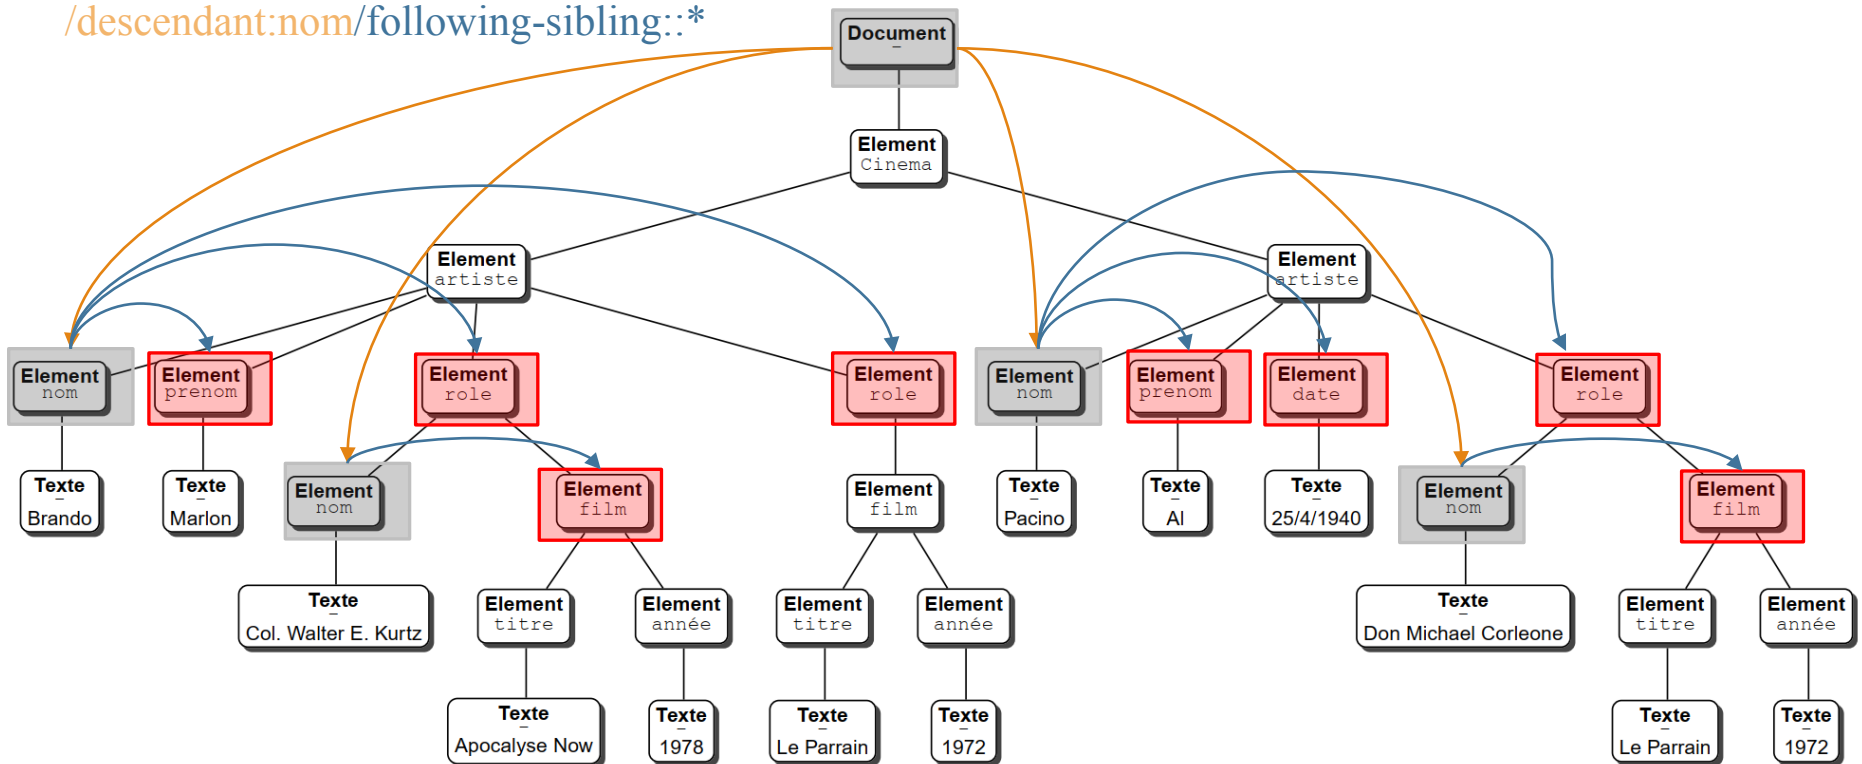 /descendant:nom/following-sibling::*
Document
–
Element
Cinema
Element
artiste
Element
artiste
Element
nom
Element
prenom
Element
role
Element
role
Element
nom
Element
prenom
Element
date
Element
role
Texte
–
Brando
Texte
–
Marlon
Element
nom
Element
film
Element
film
Texte
–
Pacino
Texte
–
Al
Texte
–
25/4/1940
Element
nom
Element
film
Texte
–
Col. Walter E. Kurtz
Element
titre
Element
année
Element
titre
Element
année
Texte
–
Don Michael Corleone
Element
titre
Element
année
Texte
–
Apocalyse Now
Texte
–
1978
Texte
–
Le Parrain
Texte
–
1972
Texte
–
Le Parrain
Texte
–
1972